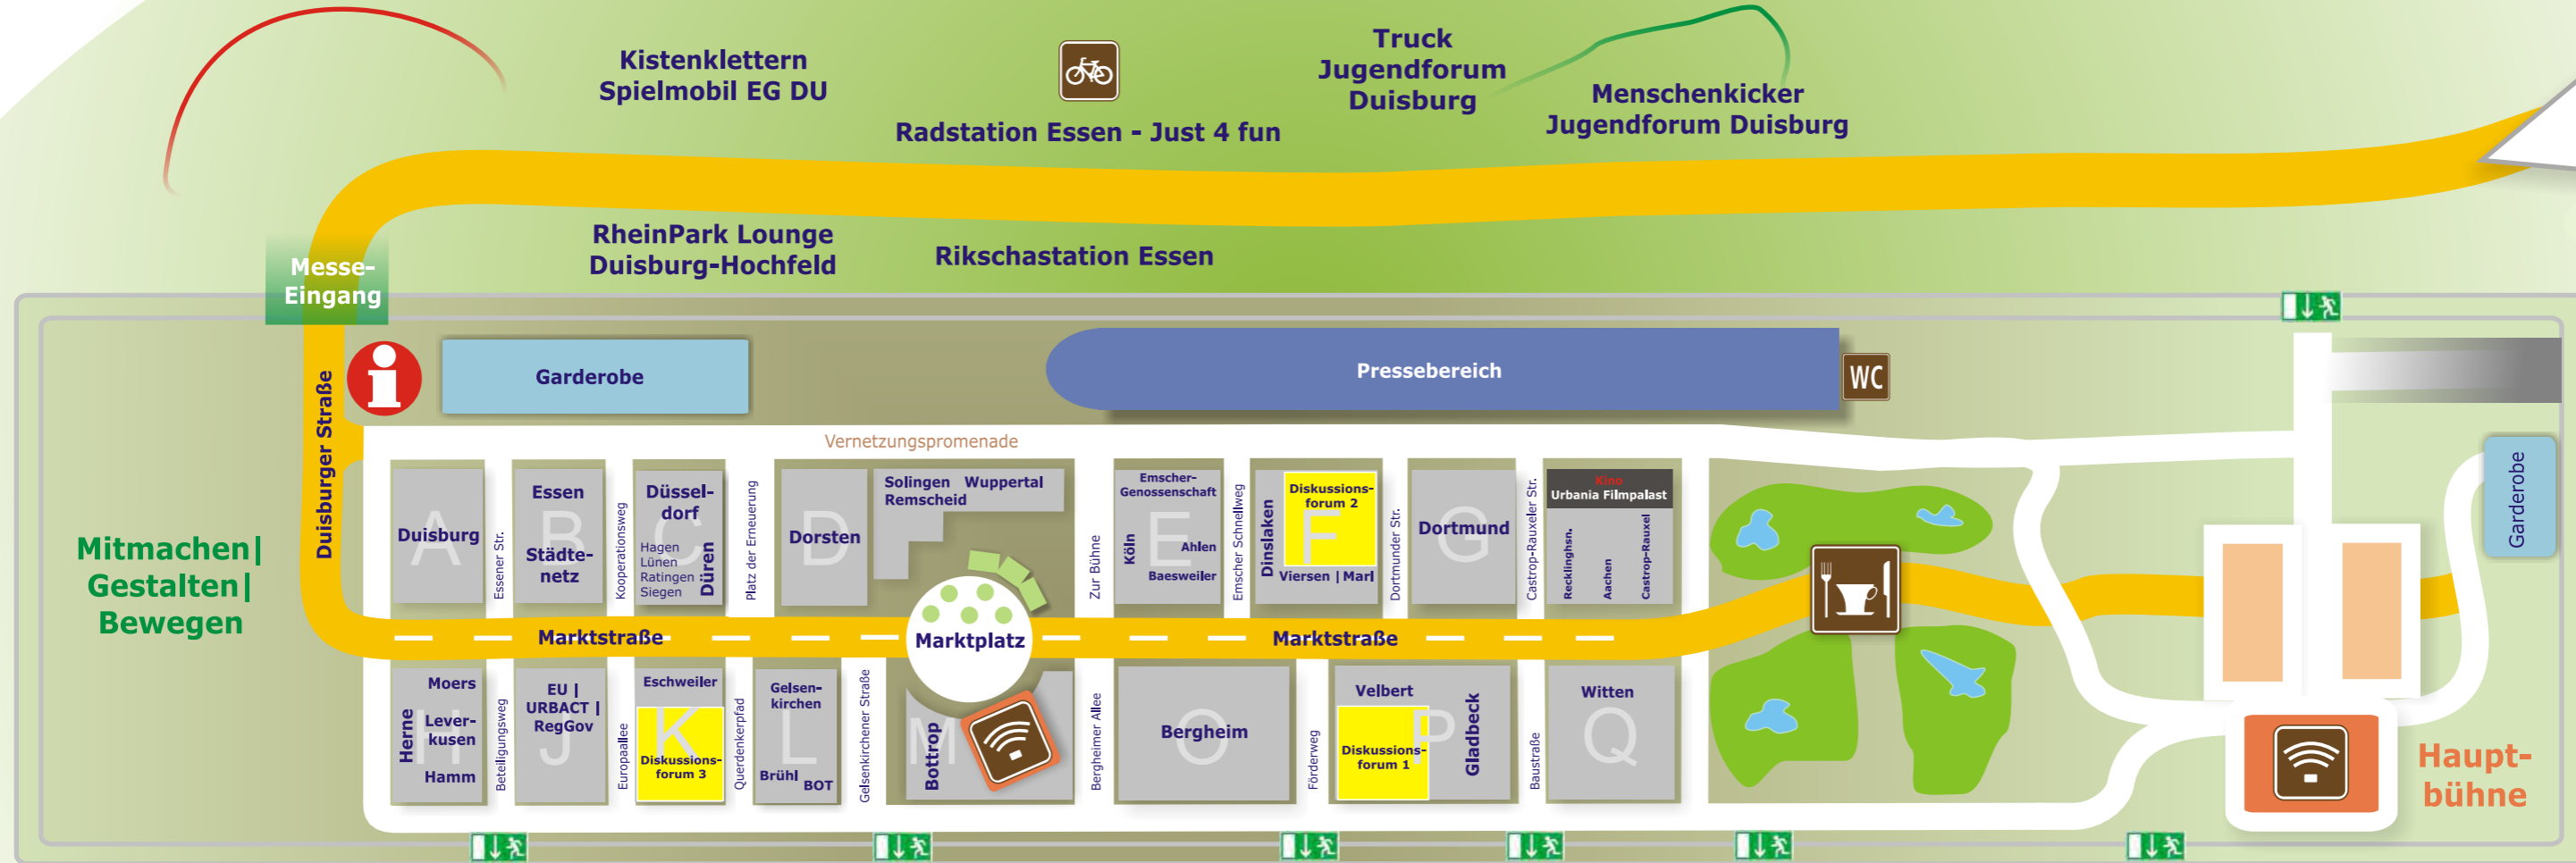 Kistenklettern
Spielmobil EG DU
Radstation Essen - Just 4 fun
Truck
Jugendforum
Duisburg
Menschenkicker
Jugendforum Duisburg
RheinPark Lounge
Duisburg-Hochfeld
Rikschastation Essen
Messe-
Eingang
Duisburger Straße
Garderobe
Pressebereich
WC
Vernetzungspromenade
Mitmachen|
Gestalten|
Bewegen
A
Duisburg
Essener Str.
B
Essen
Städte-
netz
Kooperationsweg
C
Düssel-
dorf
Hagen
Lünen
Ratingen
Siegen
Düren
Platz der Erneuerung
D
Dorsten
Solingen Wuppertal
Remscheid
Zur Bühne
E
Emscher-
Genossenschaft
Köln
Ahlen
Baesweiler
Emscher Schnellweg
F
Dinslaken
Diskussions-
forum 2
Viersen | Marl
Dortmunder Str.
G
Dortmund
Castrop-Rauxeler Str.
Kino
Urbania Filmpalast
Recklinghsn.
Aachen
Castrop-Rauxel
Garderobe
Marktstraße
Marktplatz
Marktstraße
H
Herne
Moers
Lever-
kusen
Hamm
Beteiligungsweg
J
EU |
URBACT |
RegGov
Europaallee
K
Eschweiler
Diskussions-
forum 3
Querdenkerpfad
L
Gelsen-
kirchen
Brühl
BOT
Gelsenkirchener Straße
M
Bottrop
Bergheimer Allee
O
Bergheim
Förderweg
P
Velbert
Diskussions-
forum 1
Gladbeck
Baustraße
Q
Witten
Haupt-
bühne